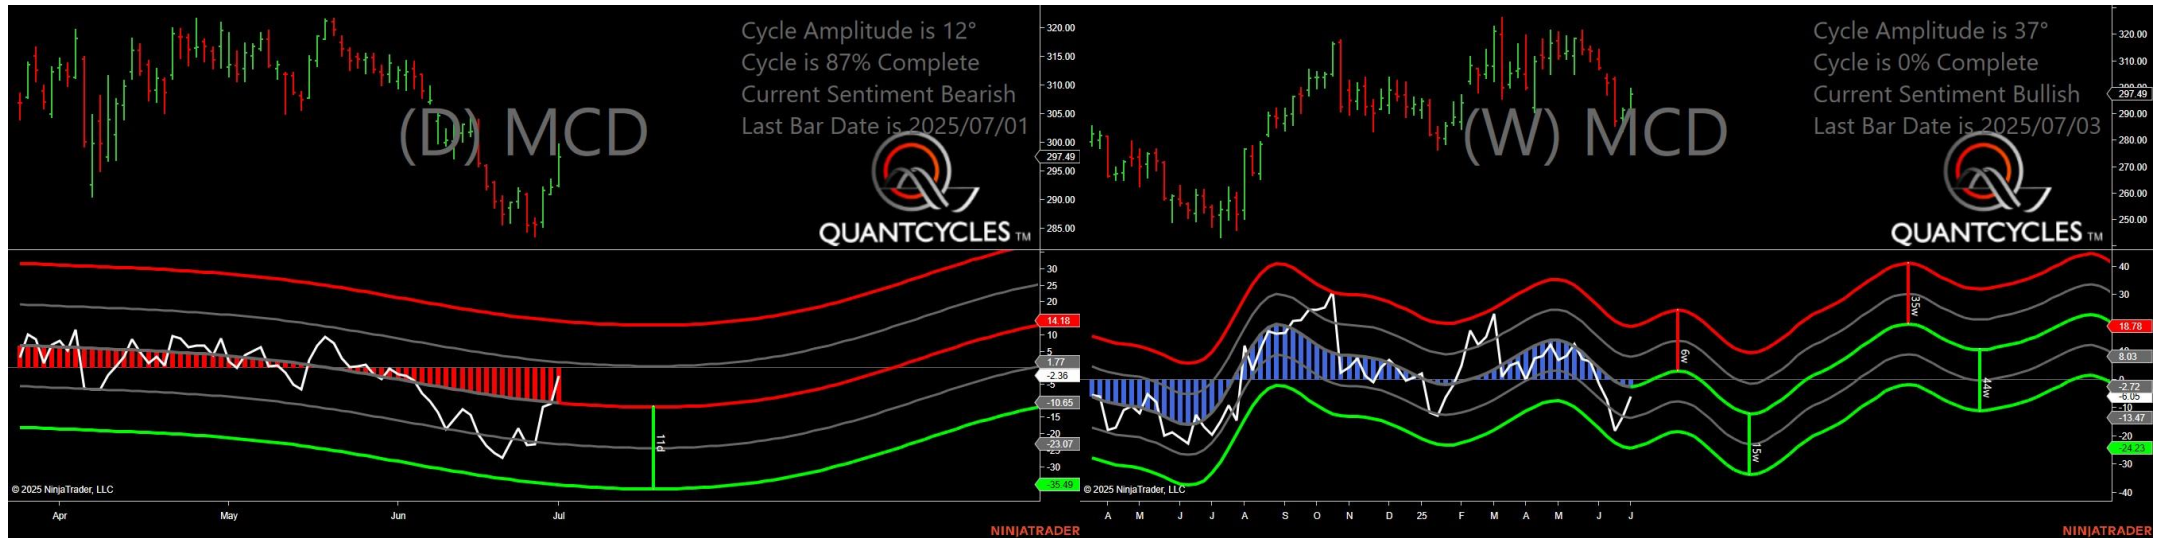 Cycle Amplitude is 12°
Cycle is 87% Complete
Current Sentiment Bearish
Last Bar Date is 2025/07/01
(D) MCD
QUANTCYCLES TM
320.00
315.00
310.00
305.00
300.00
297.49
295.00
290.00
285.00
30
25
20
14.18
10
5
1.77
-2.36
-5
-10.65
-15
-20
-23.07
-25
-30
-35.49
11d
© 2025 NinjaTrader, LLC
Apr May Jun Jul
NINJATRADER
Cycle Amplitude is 37°
Cycle is 0% Complete
Current Sentiment Bullish
Last Bar Date is 2025/07/03
(W) MCD
QUANTCYCLES TM
320.00
310.00
300.00
297.49
290.00
280.00
270.00
260.00
250.00
40
30
18.78
10
8.03
0
-2.72
-6.05
-10
-13.47
-20
-24.23
-30
-40
6w
15w
35w
44w
© 2025 NinjaTrader, LLC
A M J J A S O N D 25 F M A M J J
NINJATRADER